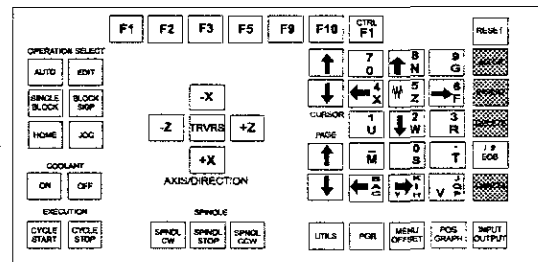 F1 F2 F3 F5 F9 F10 CTRL F1
RESET
OPERATION SELECT
AUTO EDIT
SINGLE BLOCK BLOCK SKIP
HOME JOG
COOLANT
ON OFF
EXECUTION
CYCLE START CYCLE STOP
-X
-Z TRVRS +Z
+X
AXIS/DIRECTION
SPINDLE
SPNDL CW SPNDL STOP SPNDL CCW
7 0 8 N 9 G
CURSOR
4 X W 5 Z 6 F
1 U 2 W 3 R
PAGE
- M 0 S . T
/ # EOB
B A C K I Y H J Q V P
UTILS PGR MENU OFFSET POS GRAPH INPUT OUTPUT